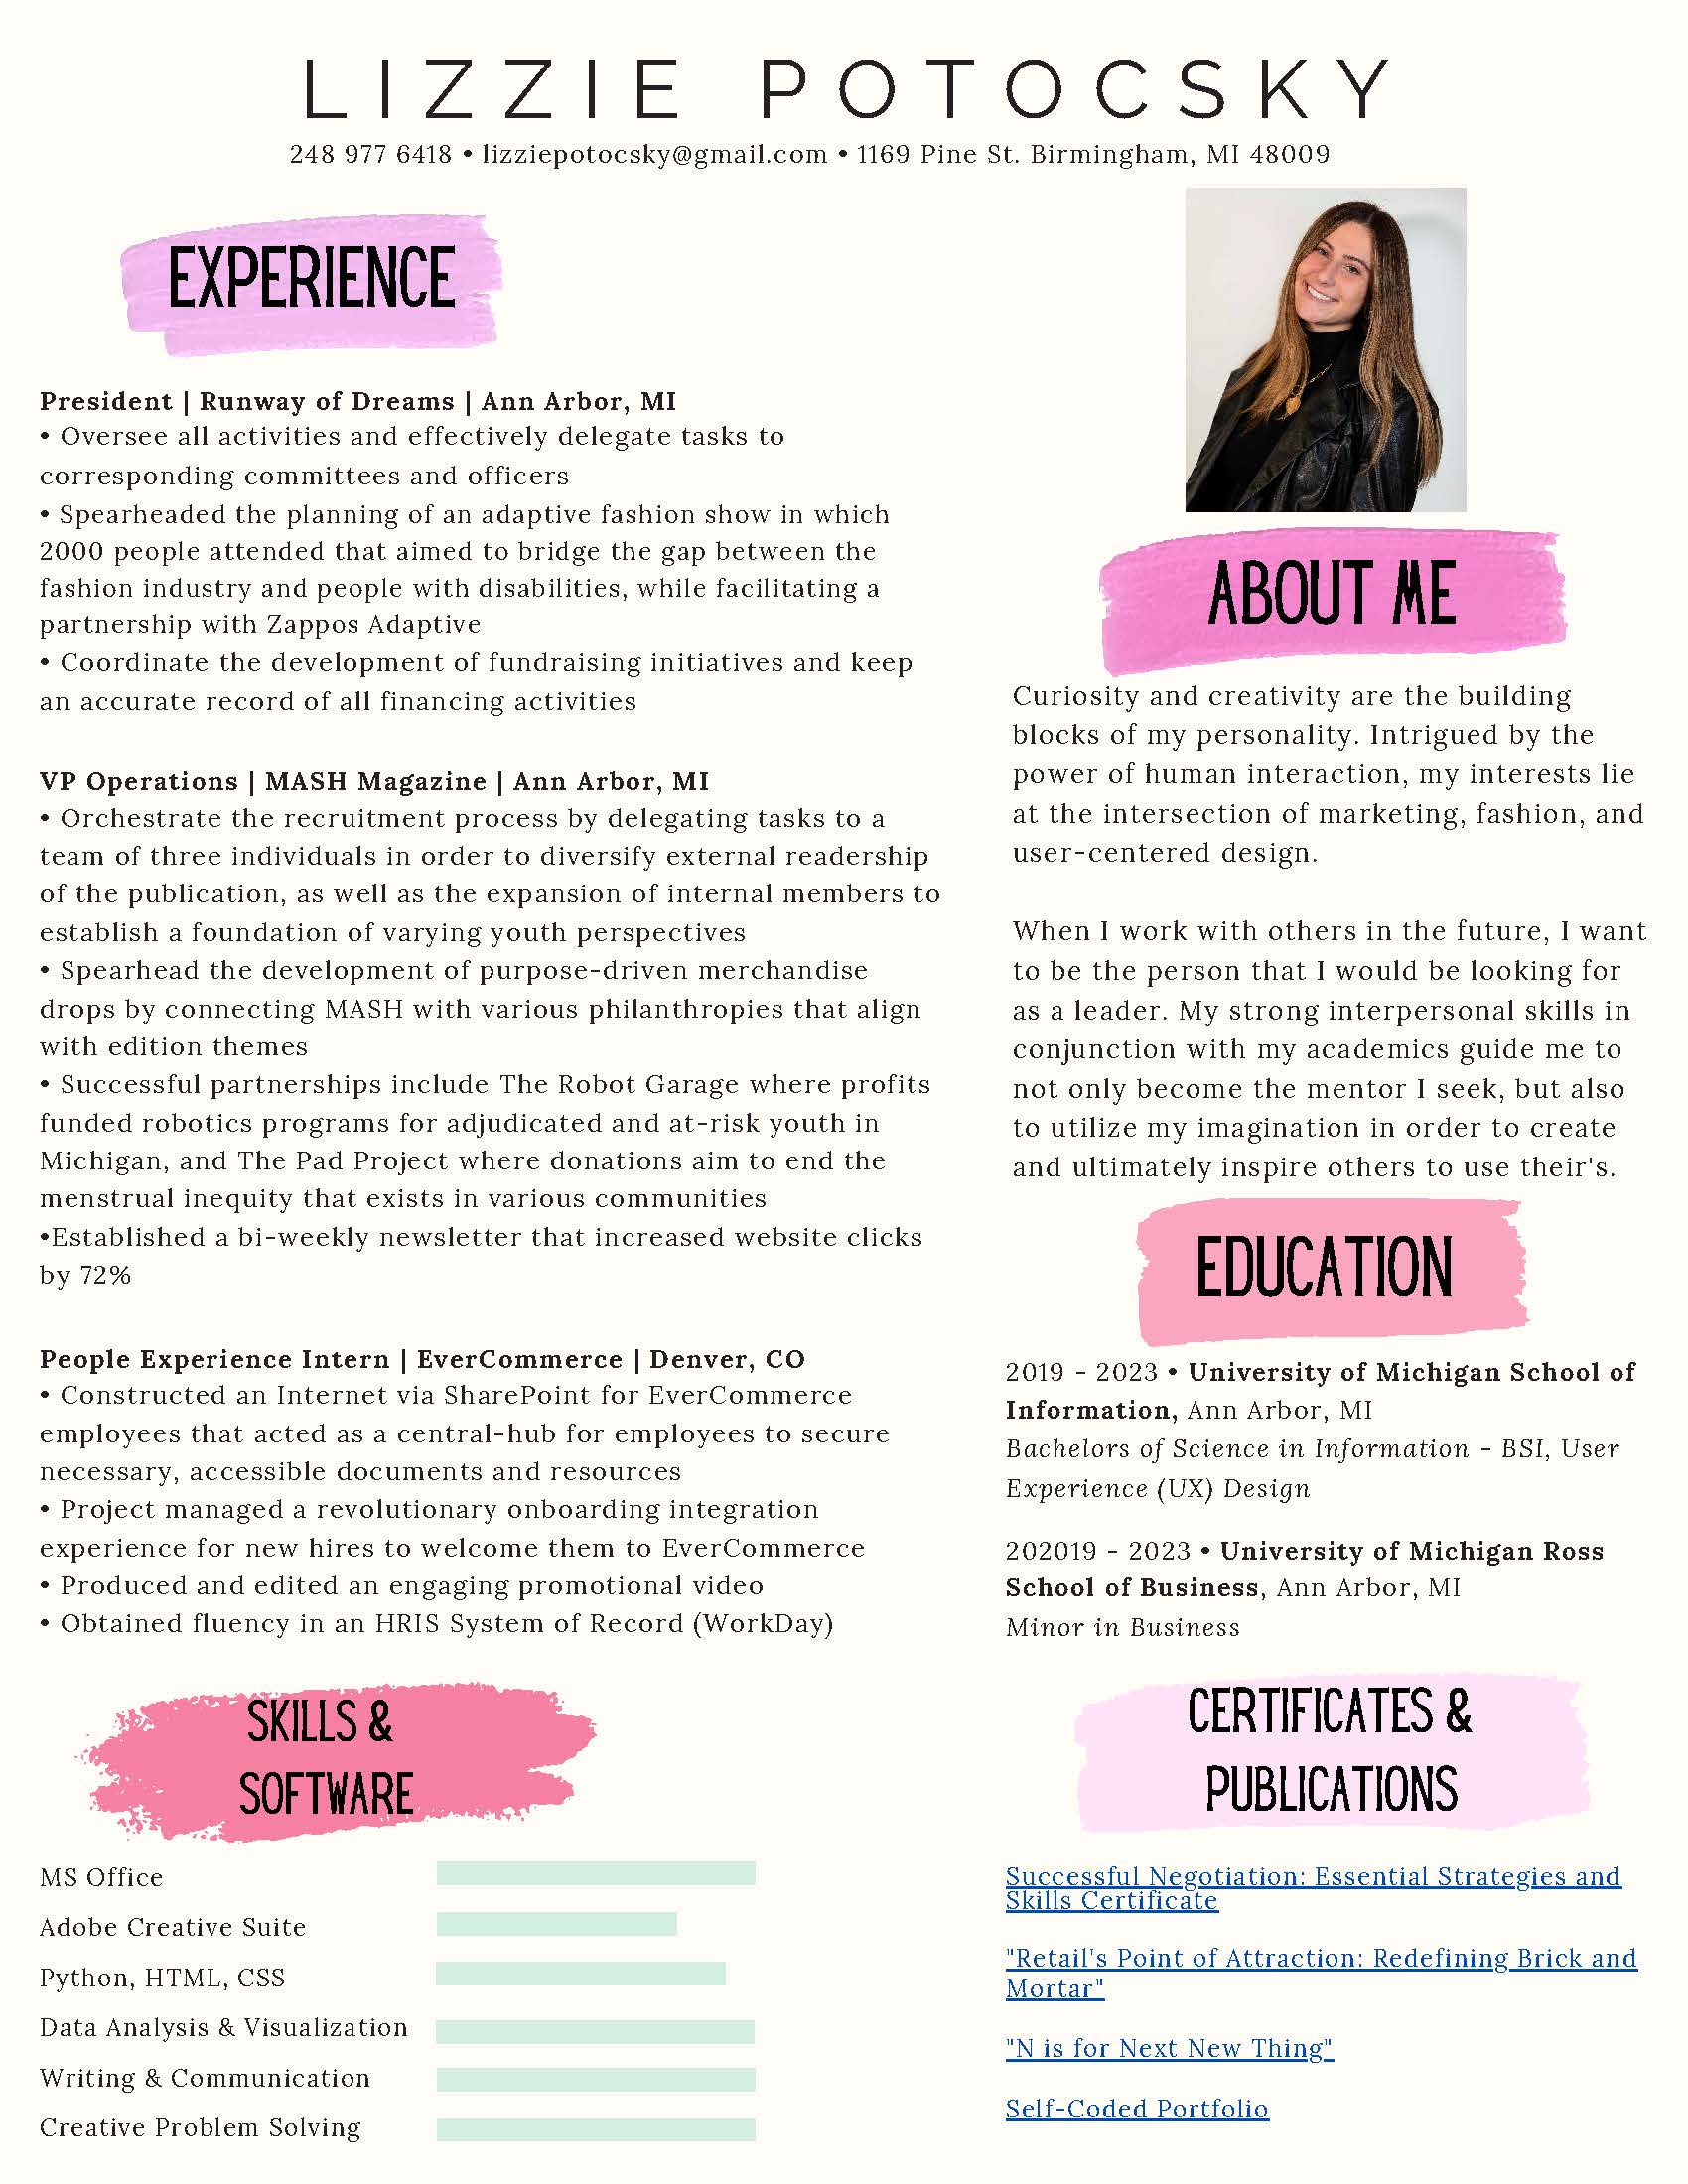 LIZZIE POTOCSKY
248 977 6418 • lizziepotocsky@gmail.com • 1169 Pine St. Birmingham, MI 48009
EXPERIENCE
President | Runway of Dreams | Ann Arbor, MI
• Oversee all activities and effectively delegate tasks to
corresponding committees and officers
• Spearheaded the planning of an adaptive fashion show in which
2000 people attended that aimed to bridge the gap between the
fashion industry and people with disabilities, while facilitating a
partnership with Zappos Adaptive
• Coordinate the development of fundraising initiatives and keep
an accurate record of all financing activities
VP Operations | MASH Magazine | Ann Arbor, MI
• Orchestrate the recruitment process by delegating tasks to a
team of three individuals in order to diversify external readership
of the publication, as well as the expansion of internal members to
establish a foundation of varying youth perspectives
• Spearhead the development of purpose-driven merchandise
drops by connecting MASH with various philanthropies that align
with edition themes
• Successful partnerships include The Robot Garage where profits
funded robotics programs for adjudicated and at-risk youth in
Michigan, and The Pad Project where donations aim to end the
menstrual inequity that exists in various communities
•Established a bi-weekly newsletter that increased website clicks
by 72%
People Experience Intern | EverCommerce | Denver, CO
• Constructed an Internet via SharePoint for EverCommerce
employees that acted as a central-hub for employees to secure
necessary, accessible documents and resources
• Project managed a revolutionary onboarding integration
experience for new hires to welcome them to EverCommerce
• Produced and edited an engaging promotional video
• Obtained fluency in an HRIS System of Record (WorkDay)
SKILLS &
SOFTWARE
MS Office
Adobe Creative Suite
Python, HTML, CSS
Data Analysis & Visualization
Writing & Communication
Creative Problem Solving
ABOUT ME
Curiosity and creativity are the building
blocks of my personality. Intrigued by the
power of human interaction, my interests lie
at the intersection of marketing, fashion, and
user-centered design.
When I work with others in the future, I want
to be the person that I would be looking for
as a leader. My strong interpersonal skills in
conjunction with my academics guide me to
not only become the mentor I seek, but also
to utilize my imagination in order to create
and ultimately inspire others to use their's.
EDUCATION
2019 - 2023 • University of Michigan School of
Information, Ann Arbor, MI
Bachelors of Science in Information - BSI, User
Experience (UX) Design
202019 - 2023 • University of Michigan Ross
School of Business, Ann Arbor, MI
Minor in Business
CERTIFICATES &
PUBLICATIONS
Successful Negotiation: Essential Strategies and
Skills Certificate
"Retail's Point of Attraction: Redefining Brick and
Mortar"
"N is for Next New Thing"
Self-Coded Portfolio